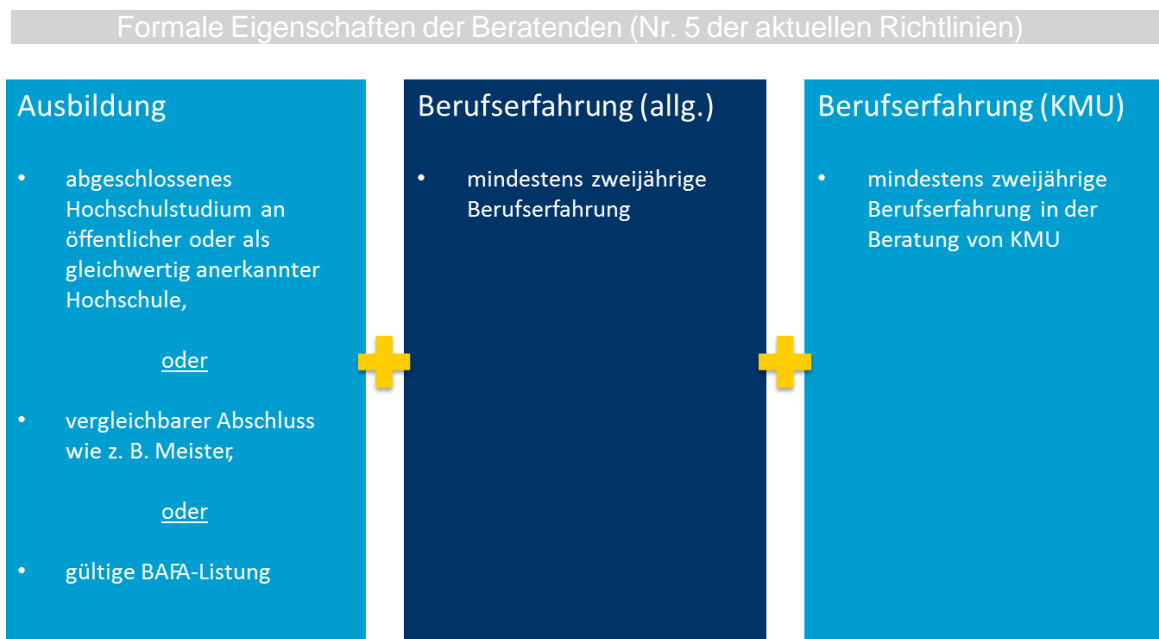 Formale Eigenschaften der Beratenden (Nr. 5 der aktuellen Richtlinien)
Ausbildung
• abgeschlossenes
Hochschulstudium an
öffentlicher oder als
gleichwertig anerkannter
Hochschule,
oder
• vergleichbarer Abschluss
wie z. B. Meister,
oder
• gültige BAFA-Listung
Berufserfahrung (allg.)
• mindestens zweijährige
Berufserfahrung
Berufserfahrung (KMU)
• mindestens zweijährige
Berufserfahrung in der
Beratung von KMU